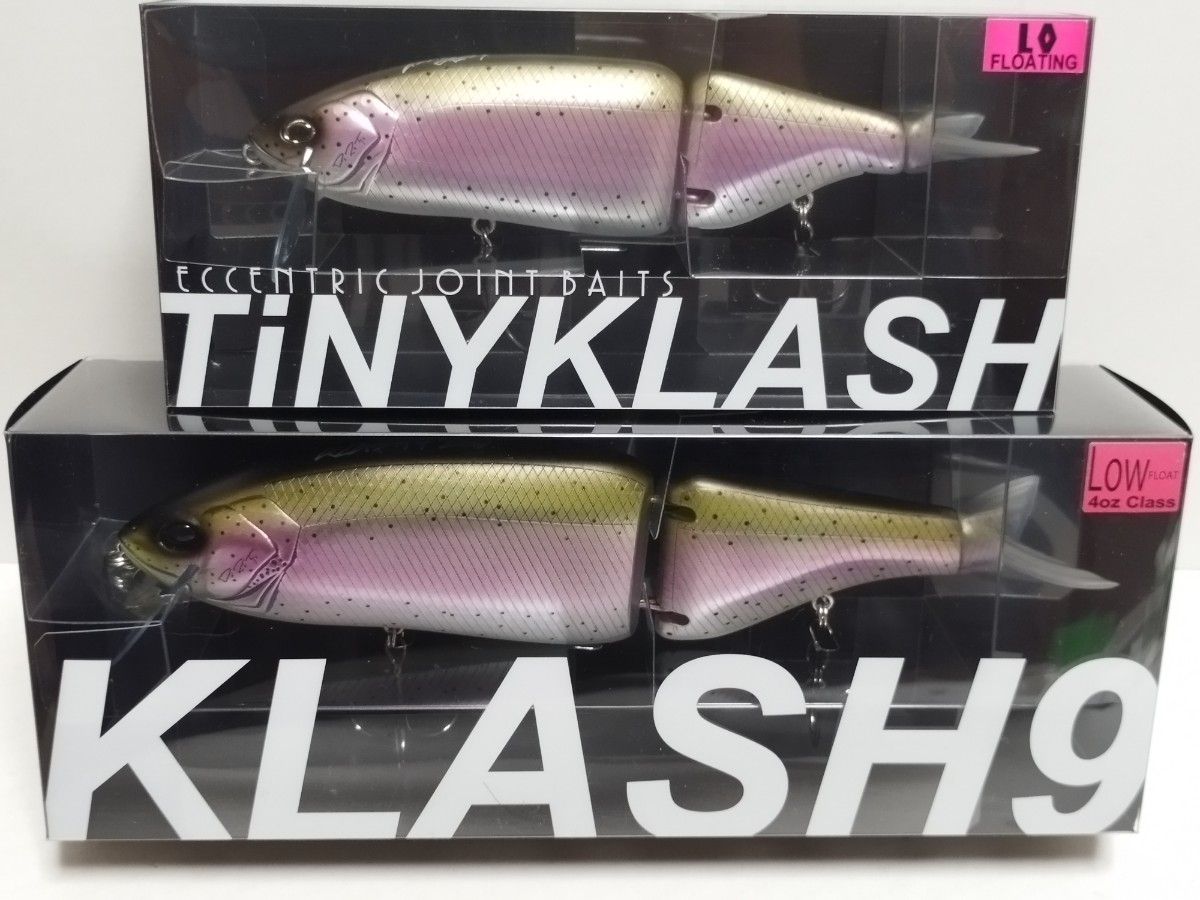 LO
FLOATING
D.R.T.
ECCENTRIC JOINT BAITS
TiNYKLASH
LOW FLOAT
4oz Class
D.R.T.
KLASH9